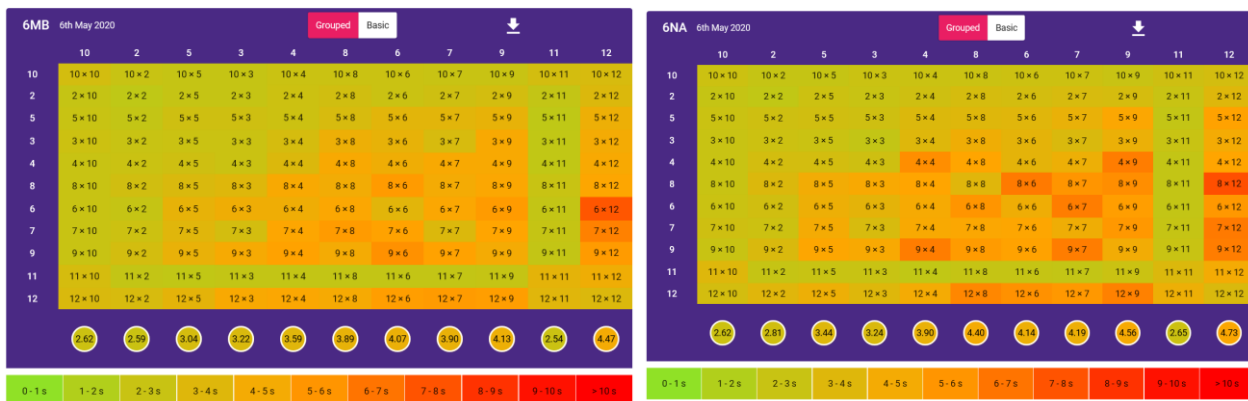 6MB 6th May 2020 Grouped Basic
10 2 5 3 4 8 6 7 9 11 12
10 10 × 10 10 × 2 10 × 5 10 × 3 10 × 4 10 × 8 10 × 6 10 × 7 10 × 9 10 × 11 10 × 12
2 2 × 10 2 × 2 2 × 5 2 × 3 2 × 4 2 × 8 2 × 6 2 × 7 2 × 9 2 × 11 2 × 12
5 5 × 10 5 × 2 5 × 5 5 × 3 5 × 4 5 × 8 5 × 6 5 × 7 5 × 9 5 × 11 5 × 12
3 3 × 10 3 × 2 3 × 5 3 × 3 3 × 4 3 × 8 3 × 6 3 × 7 3 × 9 3 × 11 3 × 12
4 4 × 10 4 × 2 4 × 5 4 × 3 4 × 4 4 × 8 4 × 6 4 × 7 4 × 9 4 × 11 4 × 12
8 8 × 10 8 × 2 8 × 5 8 × 3 8 × 4 8 × 8 8 × 6 8 × 7 8 × 9 8 × 11 8 × 12
6 6 × 10 6 × 2 6 × 5 6 × 3 6 × 4 6 × 8 6 × 6 6 × 7 6 × 9 6 × 11 6 × 12
7 7 × 10 7 × 2 7 × 5 7 × 3 7 × 4 7 × 8 7 × 6 7 × 7 7 × 9 7 × 11 7 × 12
9 9 × 10 9 × 2 9 × 5 9 × 3 9 × 4 9 × 8 9 × 6 9 × 7 9 × 9 9 × 11 9 × 12
11 11 × 10 11 × 2 11 × 5 11 × 3 11 × 4 11 × 8 11 × 6 11 × 7 11 × 9 11 × 11 11 × 12
12 12 × 10 12 × 2 12 × 5 12 × 3 12 × 4 12 × 8 12 × 6 12 × 7 12 × 9 12 × 11 12 × 12
2.62 2.59 3.04 3.22 3.59 3.89 4.07 3.90 4.13 2.54 4.47
0 - 1 s 1 - 2 s 2 - 3 s 3 - 4 s 4 - 5 s 5 - 6 s 6 - 7 s 7 - 8 s 8 - 9 s 9 - 10 s > 10 s
6NA 6th May 2020 Grouped Basic
10 2 5 3 4 8 6 7 9 11 12
10 10 × 10 10 × 2 10 × 5 10 × 3 10 × 4 10 × 8 10 × 6 10 × 7 10 × 9 10 × 11 10 × 12
2 2 × 10 2 × 2 2 × 5 2 × 3 2 × 4 2 × 8 2 × 6 2 × 7 2 × 9 2 × 11 2 × 12
5 5 × 10 5 × 2 5 × 5 5 × 3 5 × 4 5 × 8 5 × 6 5 × 7 5 × 9 5 × 11 5 × 12
3 3 × 10 3 × 2 3 × 5 3 × 3 3 × 4 3 × 8 3 × 6 3 × 7 3 × 9 3 × 11 3 × 12
4 4 × 10 4 × 2 4 × 5 4 × 3 4 × 4 4 × 8 4 × 6 4 × 7 4 × 9 4 × 11 4 × 12
8 8 × 10 8 × 2 8 × 5 8 × 3 8 × 4 8 × 8 8 × 6 8 × 7 8 × 9 8 × 11 8 × 12
6 6 × 10 6 × 2 6 × 5 6 × 3 6 × 4 6 × 8 6 × 6 6 × 7 6 × 9 6 × 11 6 × 12
7 7 × 10 7 × 2 7 × 5 7 × 3 7 × 4 7 × 8 7 × 6 7 × 7 7 × 9 7 × 11 7 × 12
9 9 × 10 9 × 2 9 × 5 9 × 3 9 × 4 9 × 8 9 × 6 9 × 7 9 × 9 9 × 11 9 × 12
11 11 × 10 11 × 2 11 × 5 11 × 3 11 × 4 11 × 8 11 × 6 11 × 7 11 × 9 11 × 11 11 × 12
12 12 × 10 12 × 2 12 × 5 12 × 3 12 × 4 12 × 8 12 × 6 12 × 7 12 × 9 12 × 11 12 × 12
2.62 2.81 3.44 3.24 3.90 4.40 4.14 4.19 4.56 2.65 4.73
0 - 1 s 1 - 2 s 2 - 3 s 3 - 4 s 4 - 5 s 5 - 6 s 6 - 7 s 7 - 8 s 8 - 9 s 9 - 10 s > 10 s